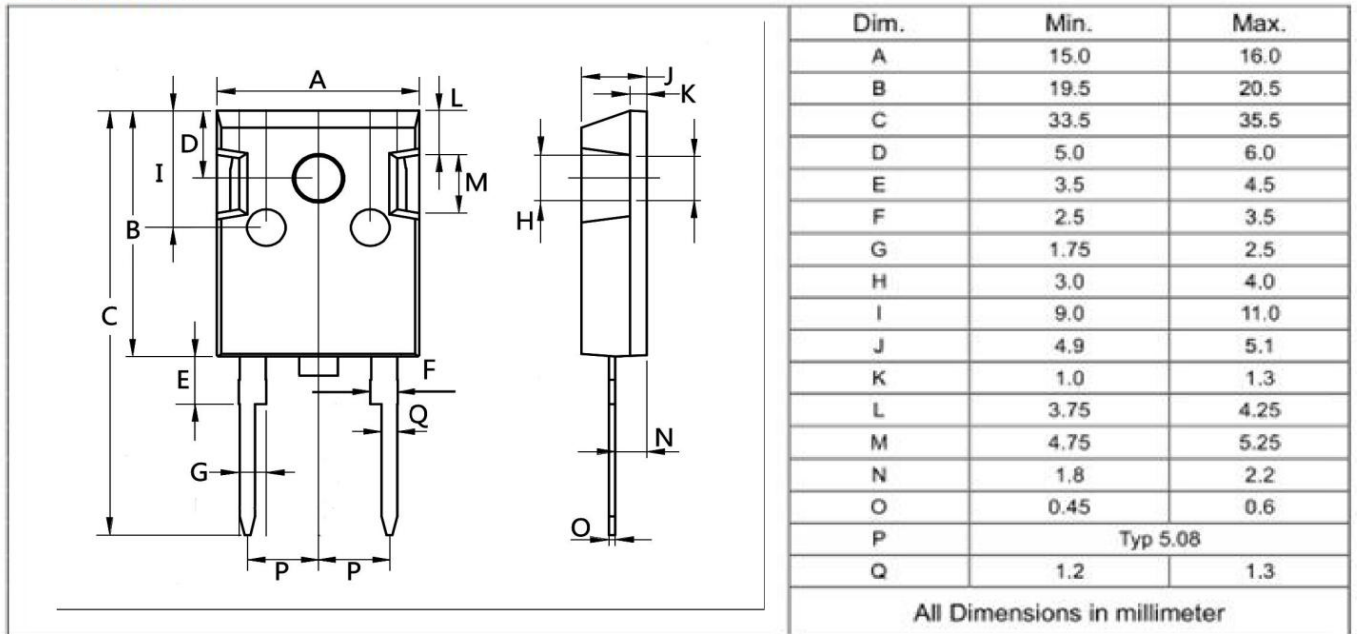 A
L
D
I
M
B
C
E
F
Q
G
N
P
P
J
K
H
O
Dim. Min. Max.
A 15.0 16.0
B 19.5 20.5
C 33.5 35.5
D 5.0 6.0
E 3.5 4.5
F 2.5 3.5
G 1.75 2.5
H 3.0 4.0
I 9.0 11.0
J 4.9 5.1
K 1.0 1.3
L 3.75 4.25
M 4.75 5.25
N 1.8 2.2
O 0.45 0.6
P Typ 5.08
Q 1.2 1.3
All Dimensions in millimeter